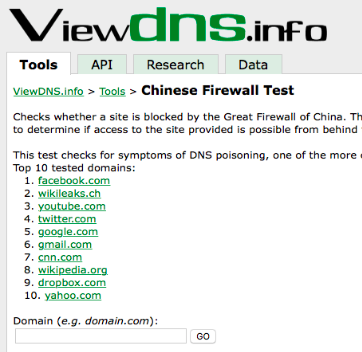 Viewdns.info
Tools API Research Data
ViewDNS.info > Tools > Chinese Firewall Test
Checks whether a site is blocked by the Great Firewall of China. Th
to determine if access to the site provided is possible from behind
This test checks for symptoms of DNS poisoning, one of the more
Top 10 tested domains:
1. facebook.com
2. wikileaks.ch
3. youtube.com
4. twitter.com
5. google.com
6. gmail.com
7. cnn.com
8. wikipedia.org
9. dropbox.com
10. yahoo.com
Domain (e.g. domain.com):
GO